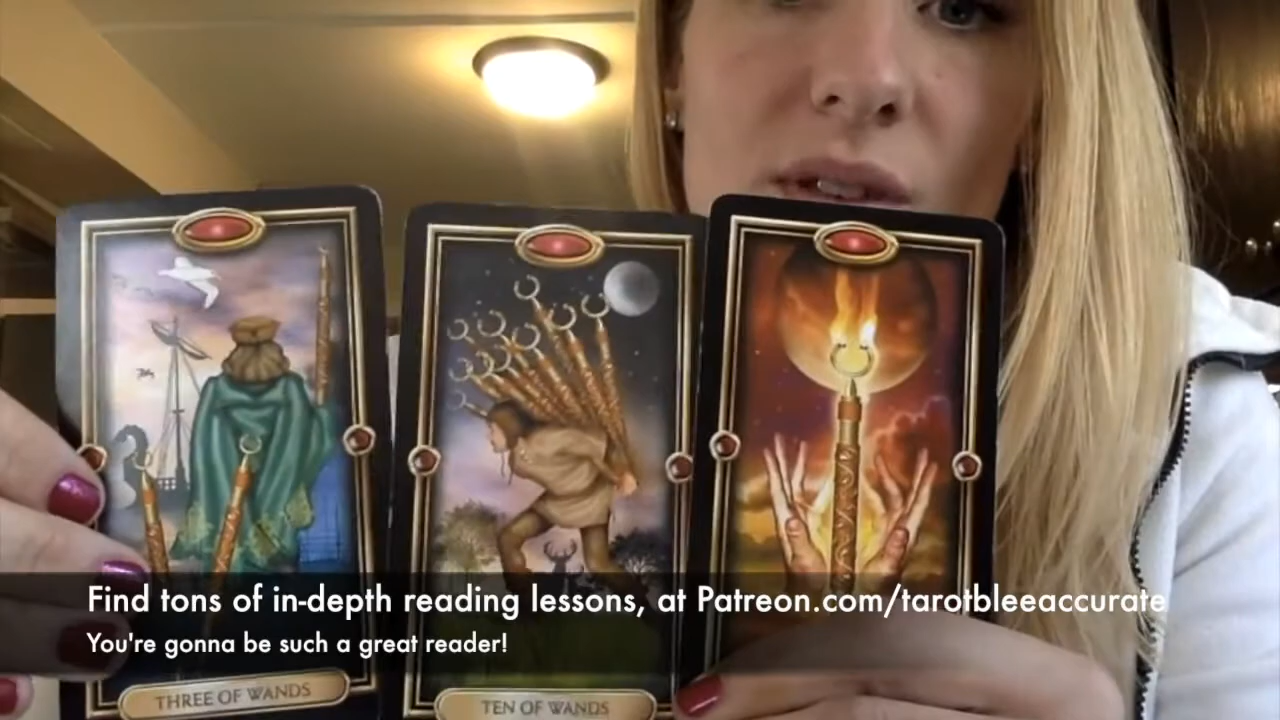 Find tons of in-depth reading lessons, at Patreon.com/tarotbleeaccurate
You're gonna be such a great reader!
THREE OF WANDS
TEN OF WANDS